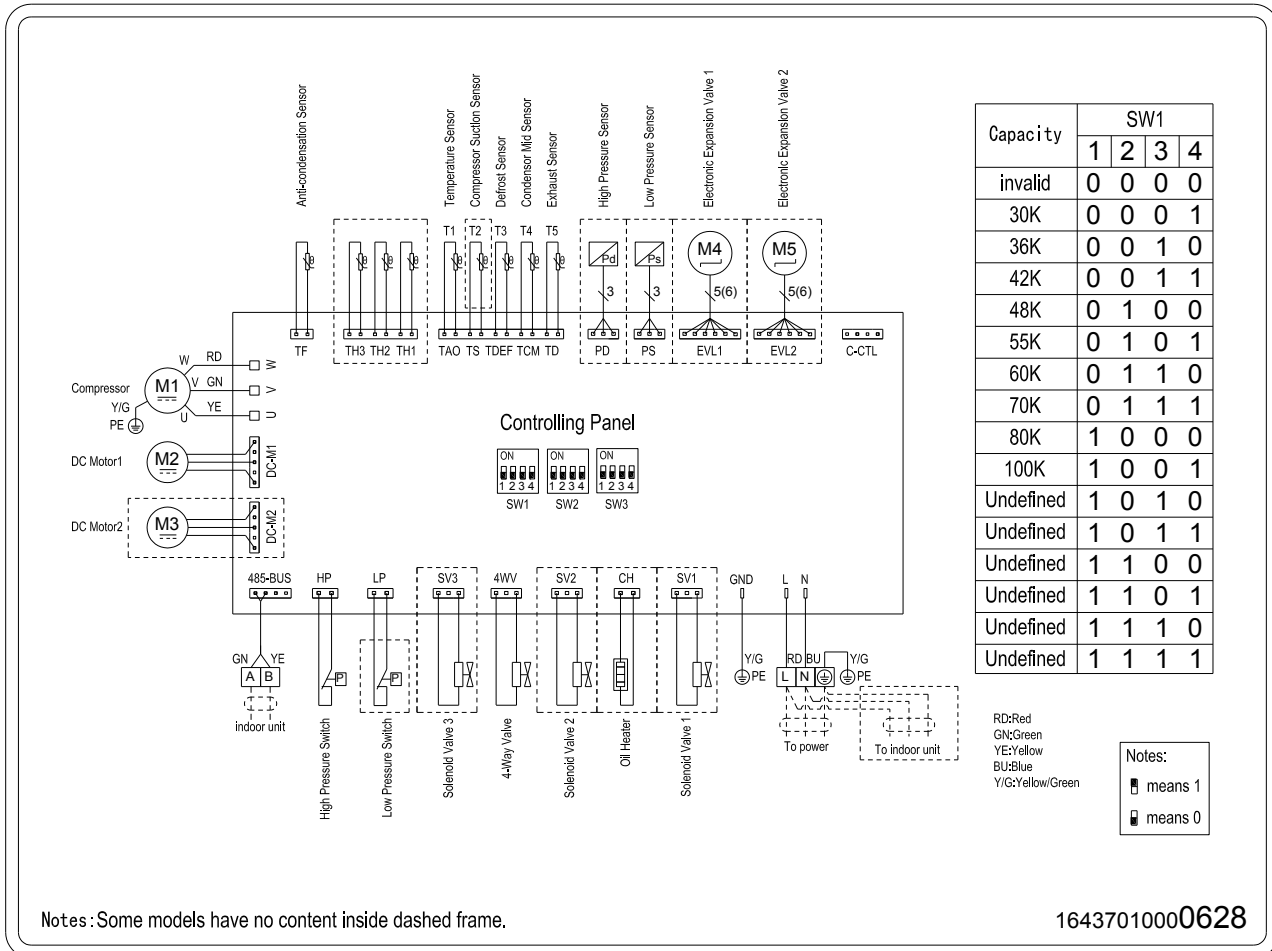 Anti-condensation Sensor
Temperature Sensor
Compressor Suction Sensor
Defrost Sensor
Condensor Mid Sensor
Exhaust Sensor
High Pressure Sensor
Low Pressure Sensor
Electronic Expansion Valve 1
Electronic Expansion Valve 2
T1 T2 T3 T4 T5
θ θ θ θ θ θ θ θ θ
Pd Ps M4 M5
3 3 5(6) 5(6)
TF TH3 TH2 TH1 TAO TS TDEF TCM TD PD PS EVL1 EVL2 C-CTL
W RD W
Compressor M1 V GN V
Y/G U YE U
PE
DC Motor1 M2 DC-M1
DC Motor2 M3 DC-M2
Controlling Panel
ON ON ON
1 2 3 4 1 2 3 4 1 2 3 4
SW1 SW2 SW3
485-BUS HP LP SV3 4WV SV2 CH SV1 GND L N
GN YE
A B
indoor unit
P P
Y/G
PE
RD BU Y/G
L N PE
To power
To indoor unit
High Pressure Switch
Low Pressure Switch
Solenoid Valve 3
4-Way Valve
Solenoid Valve 2
Oil Heater
Solenoid Valve 1
Capacity SW1
1 2 3 4
invalid 0 0 0 0
30K 0 0 0 1
36K 0 0 1 0
42K 0 0 1 1
48K 0 1 0 0
55K 0 1 0 1
60K 0 1 1 0
70K 0 1 1 1
80K 1 0 0 0
100K 1 0 0 1
Undefined 1 0 1 0
Undefined 1 0 1 1
Undefined 1 1 0 0
Undefined 1 1 0 1
Undefined 1 1 1 0
Undefined 1 1 1 1
RD:Red
GN:Green
YE:Yellow
BU:Blue
Y/G:Yellow/Green
Notes:
means 1
means 0
Notes:Some models have no content inside dashed frame.
16437010000628